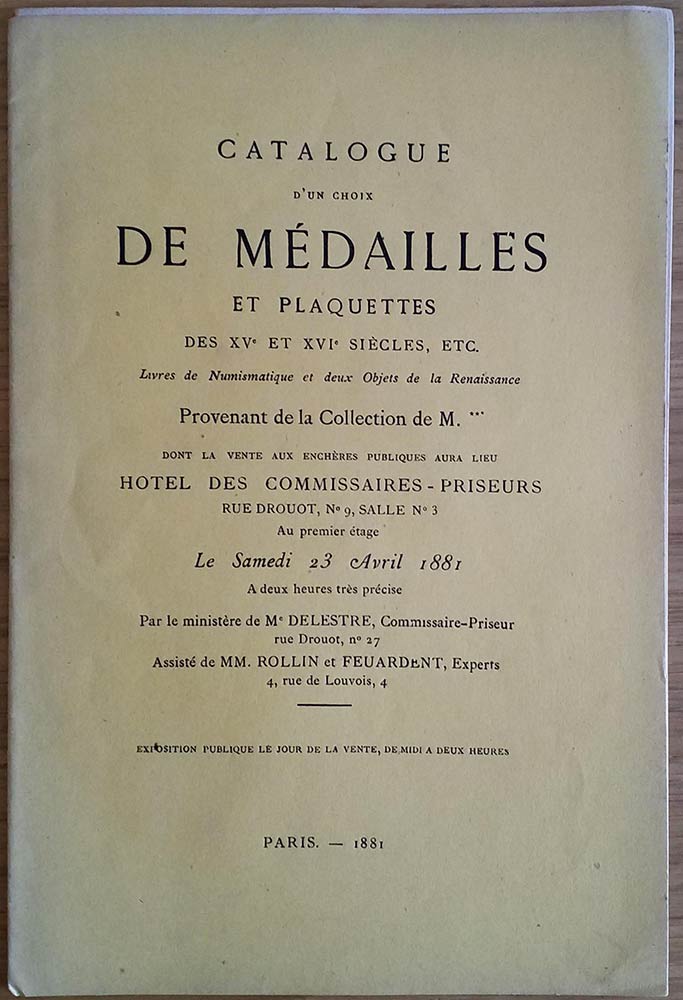 CATALOGUE
D'UN CHOIX
DE MÉDAILLES
ET PLAQUETTES
DES XVe ET XVIe SIÈCLES, ETC.
Livres de Numismatique et deux Objets de la Renaissance
Provenant de la Collection de M. ***
DONT LA VENTE AUX ENCHÈRES PUBLIQUES AURA LIEU
HOTEL DES COMMISSAIRES-PRISEURS
RUE DROUOT, No 9, SALLE No 3
Au premier étage
Le Samedi 23 Avril 1881
A deux heures très précise
Par le ministère de Me DELESTRE, Commissaire-Priseur
rue Drouot, no 27
Assisté de MM. ROLLIN et FEUARDENT, Experts
4, rue de Louvois, 4
EXPOSITION PUBLIQUE LE JOUR DE LA VENTE, DE MIDI A DEUX HEURES
PARIS. — 1881